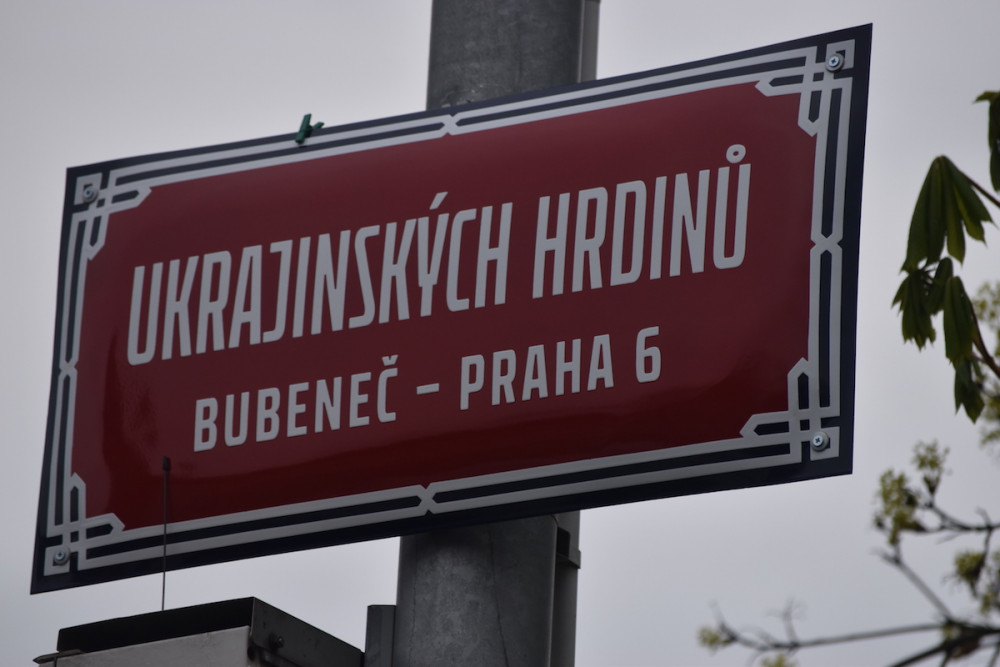 UKRAJINSKÝCH HRDINŮ
BUBENEČ – PRAHA 6